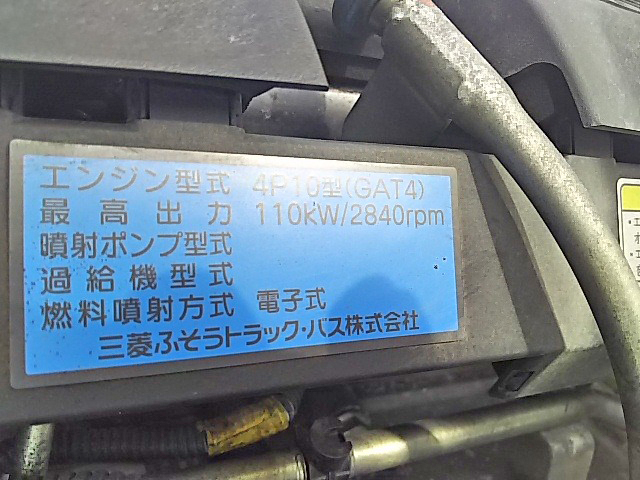 エンジン型式 4P10型(GAT4)
最高出力 110kW/2840rpm
噴射ポンプ型式
過給機型式
燃料噴射方式 電子式
三菱ふそうトラック・バス株式会社